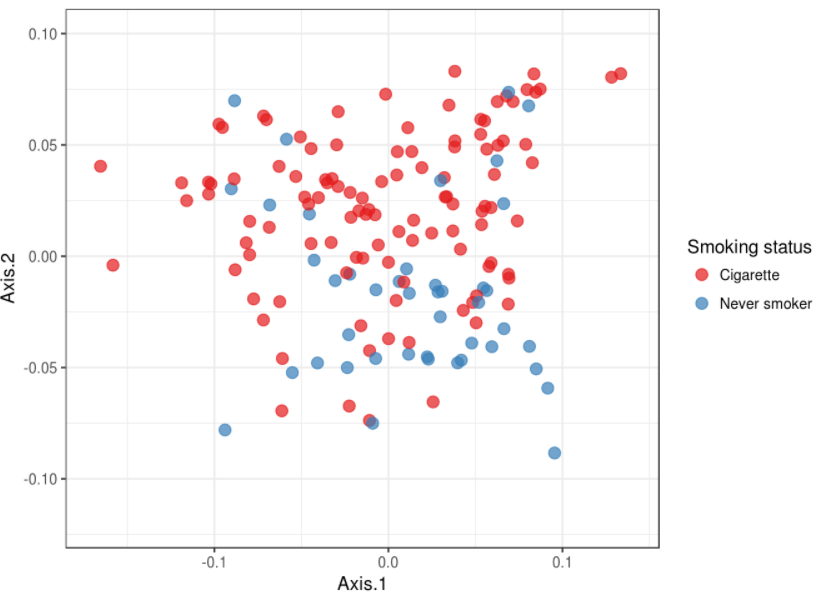 0.10
0.05
0.00
-0.05
-0.10
Axis.2
-0.1 0.0 0.1
Axis.1
Smoking status
Cigarette
Never smoker